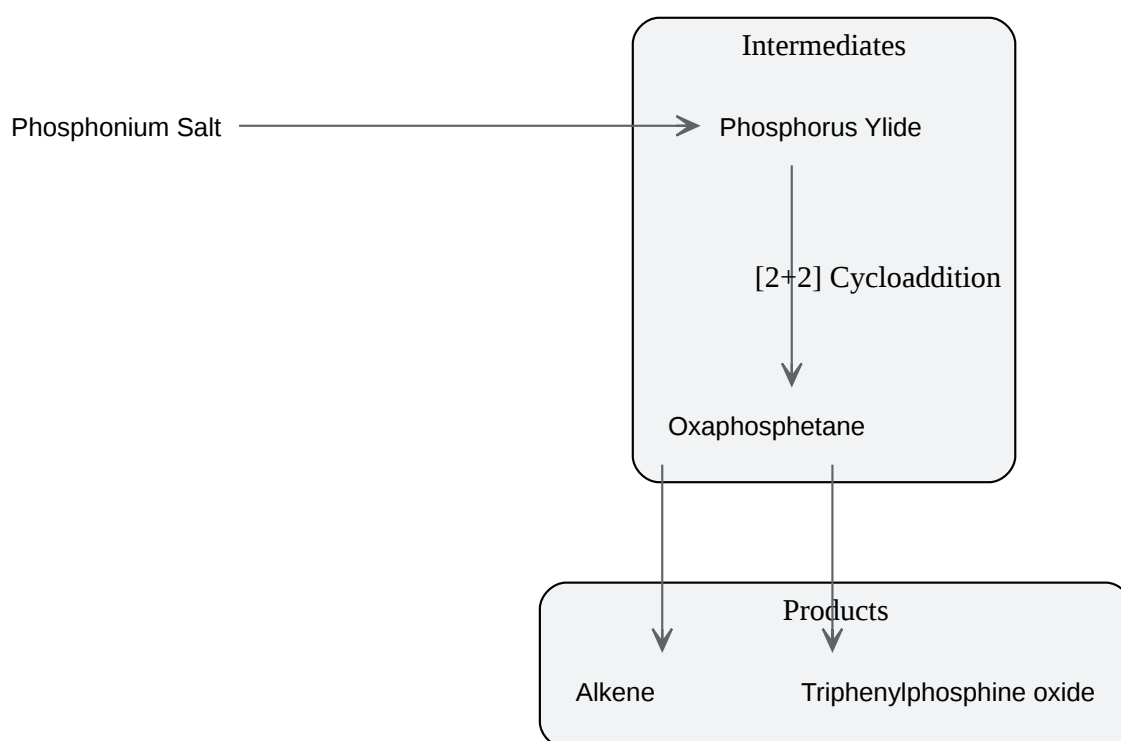 Intermediates
Phosphonium Salt
Phosphorus Ylide
[2+2] Cycloaddition
Oxaphosphetane
Products
Alkene
Triphenylphosphine oxide